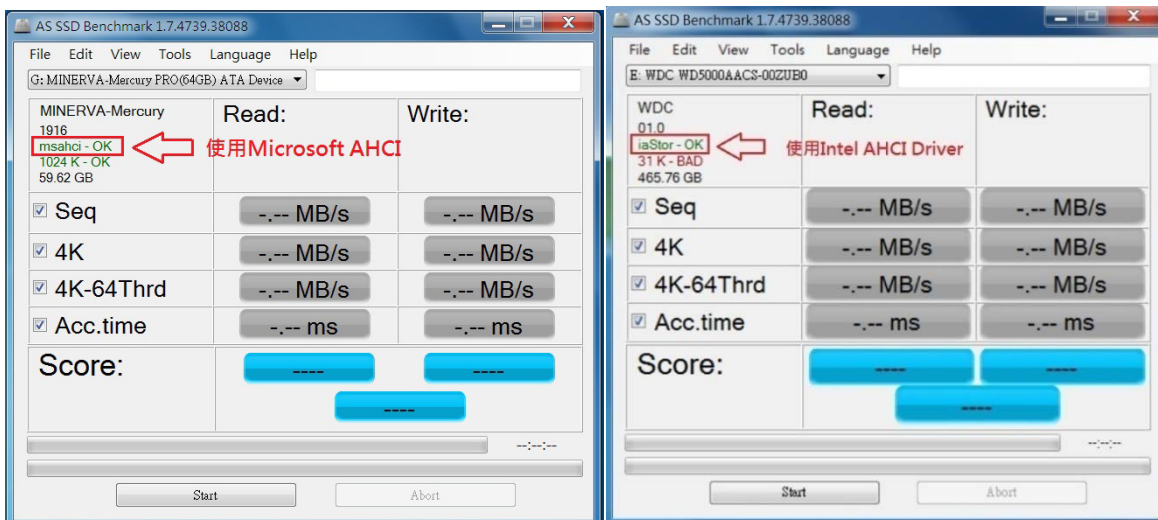 AS SSD Benchmark 1.7.4739.38088
File Edit View Tools Language Help
G: MINERVA-Mercury PRO(64GB) ATA Device
MINERVA-Mercury
1916
msahci - OK
1024 K - OK
59.62 GB
使用Microsoft AHCI
Read:
Write:
Seq
-.-- MB/s
-.-- MB/s
4K
-.-- MB/s
-.-- MB/s
4K-64Thrd
-.-- MB/s
-.-- MB/s
Acc.time
-.-- ms
-.-- ms
Score:
----
----
----
--:--:--
Start
Abort
AS SSD Benchmark 1.7.4739.38088
File Edit View Tools Language Help
E: WDC WD5000AACS-00ZUB0
WDC
01.0
iaStor - OK
31 K - BAD
465.76 GB
使用Intel AHCI Driver
Read:
Write:
Seq
-.-- MB/s
-.-- MB/s
4K
-.-- MB/s
-.-- MB/s
4K-64Thrd
-.-- MB/s
-.-- MB/s
Acc.time
-.-- ms
-.-- ms
Score:
----
----
----
--:--:--
Start
Abort